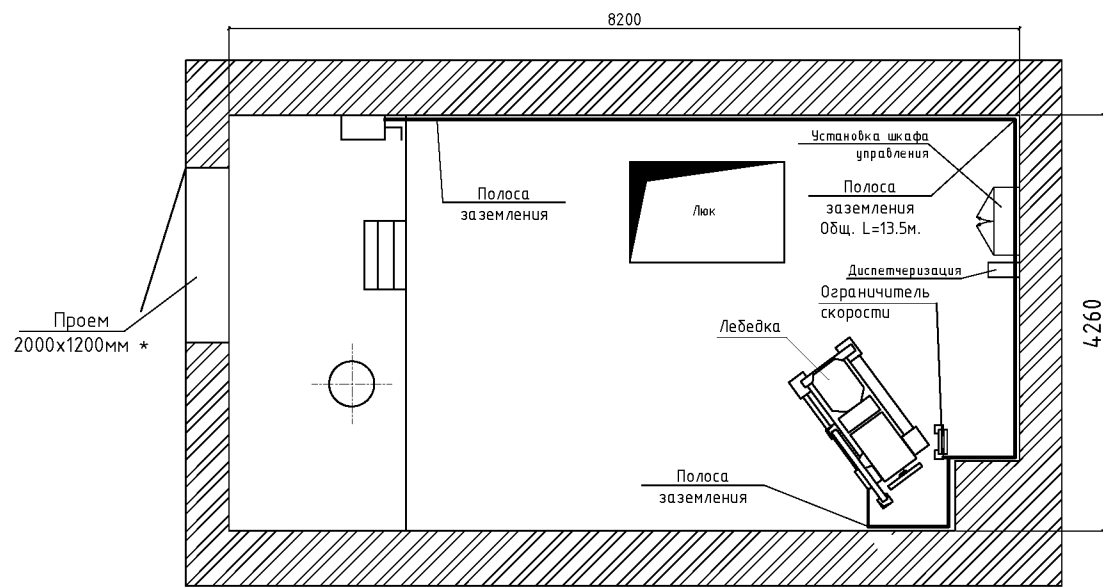 8200
Установка шкафа
управления
Полоса
заземления
Полоса
заземления
Общ. L=13.5м.
Люк
Диспетчеризация
Ограничитель
скорости
Проем
2000х1200мм *
Лебедка
4260
Полоса
заземления